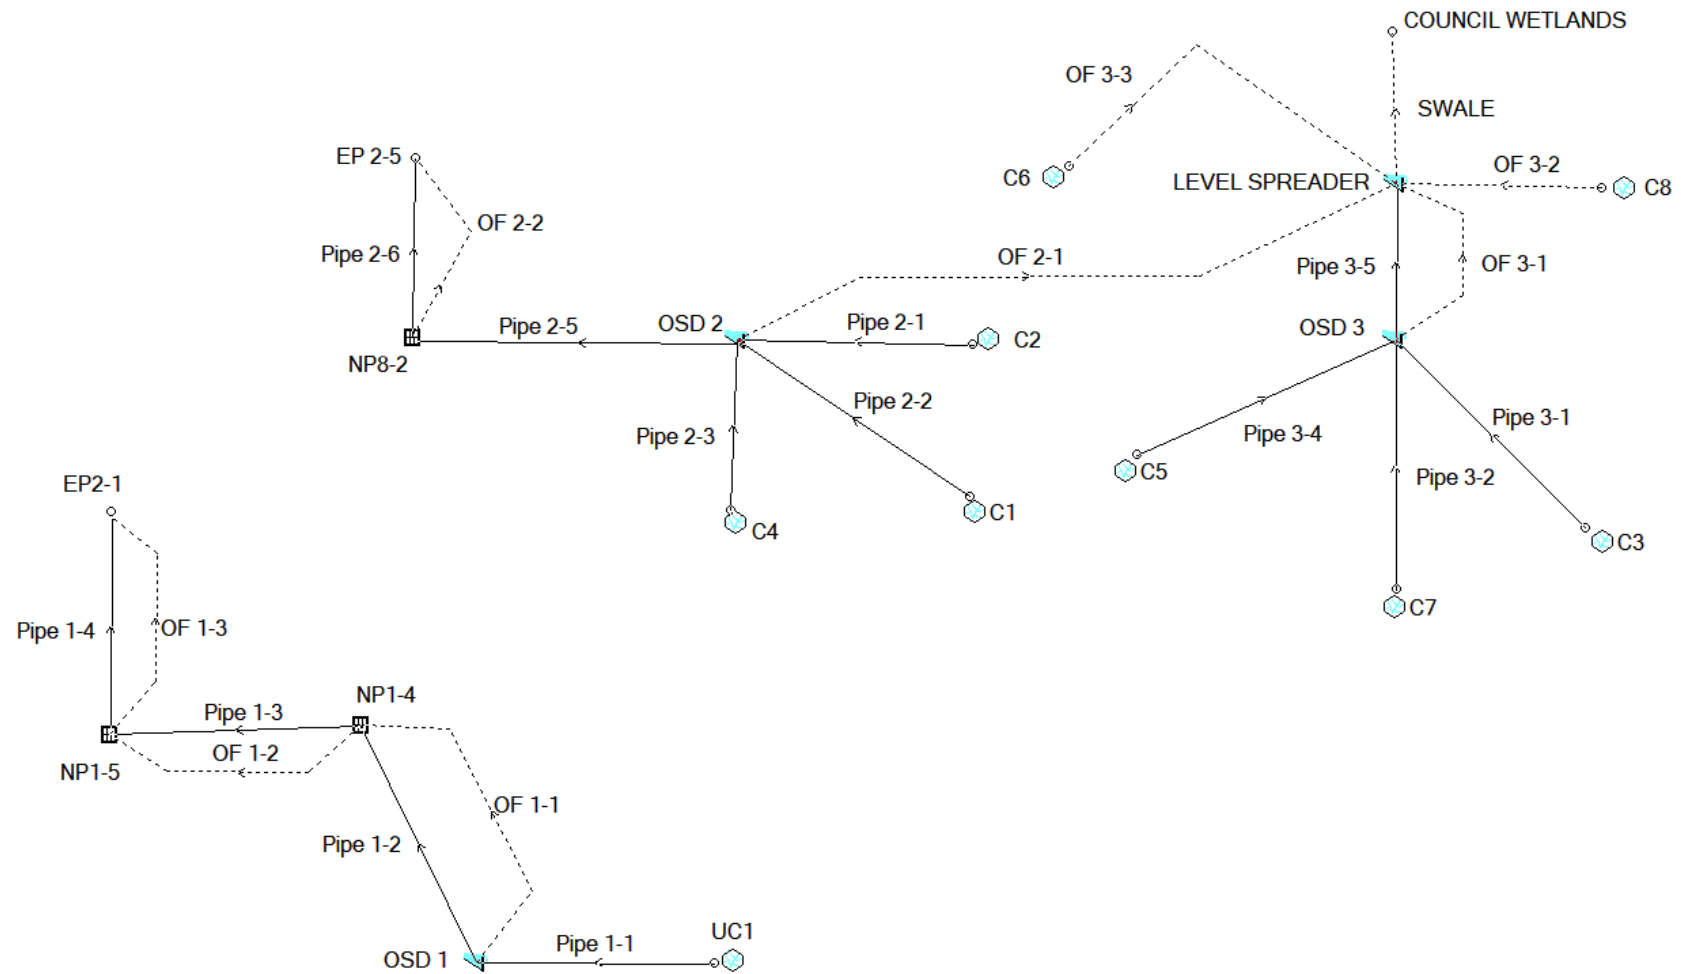 COUNCIL WETLANDS
OF 3-3
SWALE
EP 2-5
OF 3-2
C6
LEVEL SPREADER
C8
OF 2-2
Pipe 2-6
OF 2-1
Pipe 3-5
OF 3-1
OSD 2
Pipe 2-1
Pipe 2-5
OSD 3
C2
NP8-2
Pipe 2-2
Pipe 3-1
Pipe 2-3
Pipe 3-4
C5
Pipe 3-2
EP2-1
C1
C4
C3
C7
Pipe 1-4
OF 1-3
NP1-4
Pipe 1-3
OF 1-2
NP1-5
OF 1-1
Pipe 1-2
UC1
Pipe 1-1
OSD 1